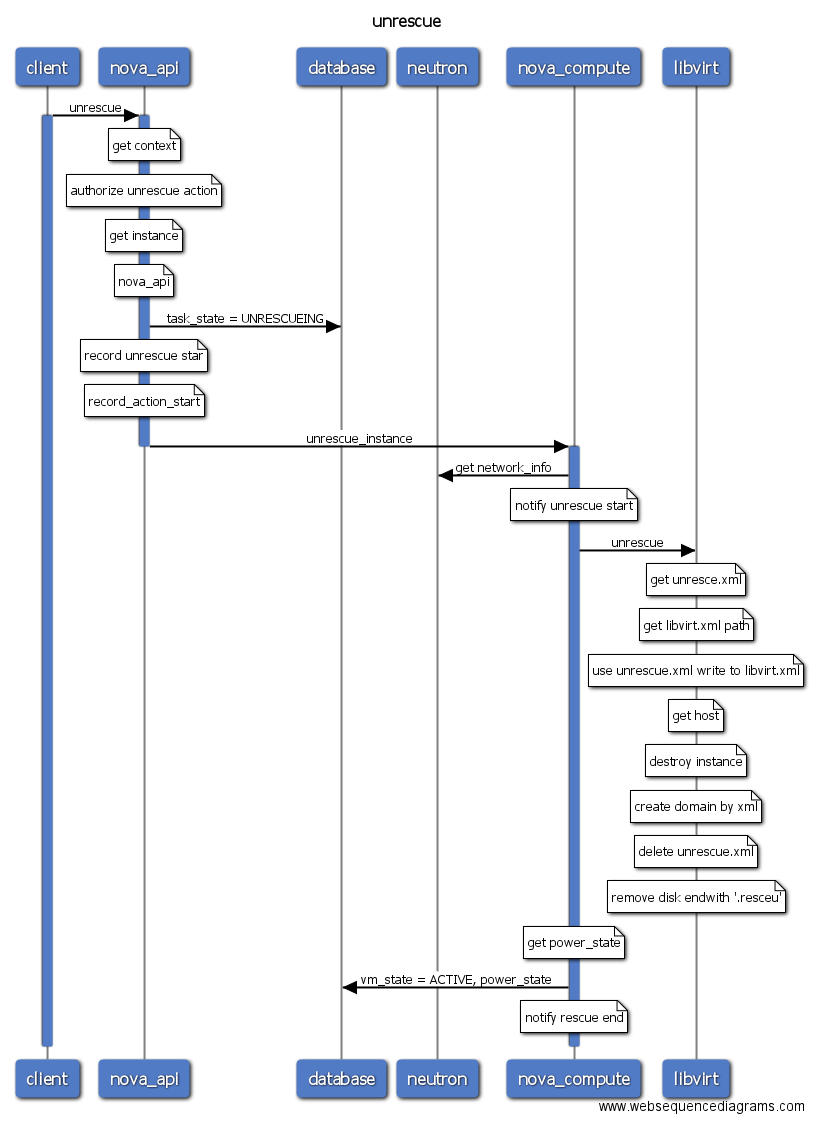 unrescue
client nova_api database neutron nova_compute libvirt
unrescue
get context
authorize unrescue action
get instance
nova_api
task_state = UNRESCUEING
record unrescue star
record_action_start
unrescue_instance
get network_info
notify unrescue start
unrescue
get unresce.xml
get libvirt.xml path
use unrescue.xml write to libvirt.xml
get host
destroy instance
create domain by xml
delete unrescue.xml
remove disk endwith '.resceu'
get power_state
vm_state = ACTIVE, power_state
notify rescue end
client nova_api database neutron nova_compute libvirt
www.websequencediagrams.com